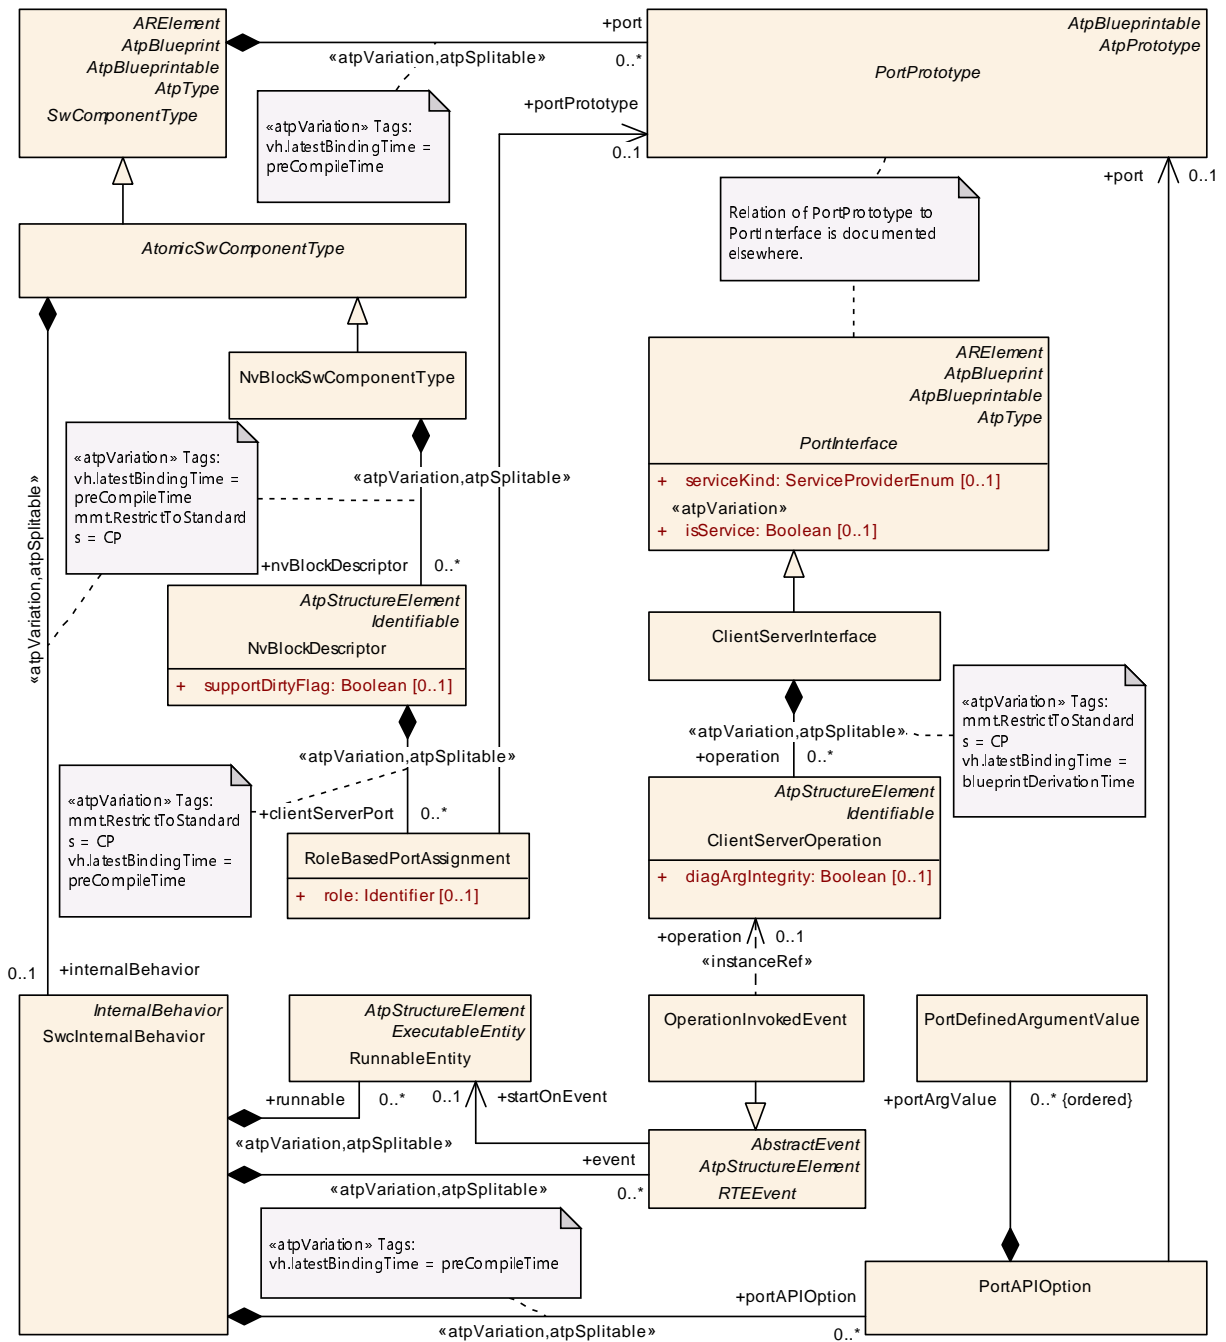 ARElement
AtpBlueprint
AtpBlueprintable
AtpType
SwComponentType
+port
«atpVariation,atpSplitable»
0..*
AtpBlueprintable
AtpPrototype
PortPrototype
«atpVariation» Tags:
vh.latestBindingTime =
preCompileTime
+portPrototype
0..1
+port
0..1
Relation of PortPrototype to
PortInterface is documented
elsewhere.
AtomicSwComponentType
NvBlockSwComponentType
ARElement
AtpBlueprint
AtpBlueprintable
AtpType
PortInterface
+ serviceKind: ServiceProviderEnum [0..1]
«atpVariation»
+ isService: Boolean [0..1]
«atpVariation» Tags:
vh.latestBindingTime =
preCompileTime
mmt.RestrictToStandard
s = CP
«atpVariation,atpSplitable»
«atpVariation,atpSplitable»
+nvBlockDescriptor
0..*
AtpStructureElement
Identifiable
NvBlockDescriptor
+ supportDirtyFlag: Boolean [0..1]
ClientServerInterface
«atpVariation» Tags:
mmt.RestrictToStandard
s = CP
vh.latestBindingTime =
blueprintDerivationTime
«atpVariation,atpSplitable»
+operation
0..*
«atpVariation,atpSplitable»
+clientServerPort
0..*
«atpVariation» Tags:
mmt.RestrictToStandard
s = CP
vh.latestBindingTime =
preCompileTime
AtpStructureElement
Identifiable
ClientServerOperation
+ diagArgIntegrity: Boolean [0..1]
RoleBasedPortAssignment
+ role: Identifier [0..1]
+operation
0..1
«instanceRef»
0..1
+internalBehavior
InternalBehavior
SwcInternalBehavior
AtpStructureElement
ExecutableEntity
RunnableEntity
OperationInvokedEvent
PortDefinedArgumentValue
+runnable
0..*
0..1
+startOnEvent
+portArgValue
0..* {ordered}
«atpVariation,atpSplitable»
AbstractEvent
AtpStructureElement
RTEEvent
+event
«atpVariation,atpSplitable»
0..*
«atpVariation» Tags:
vh.latestBindingTime = preCompileTime
PortAPIOption
+portAPIOption
«atpVariation,atpSplitable»
0..*